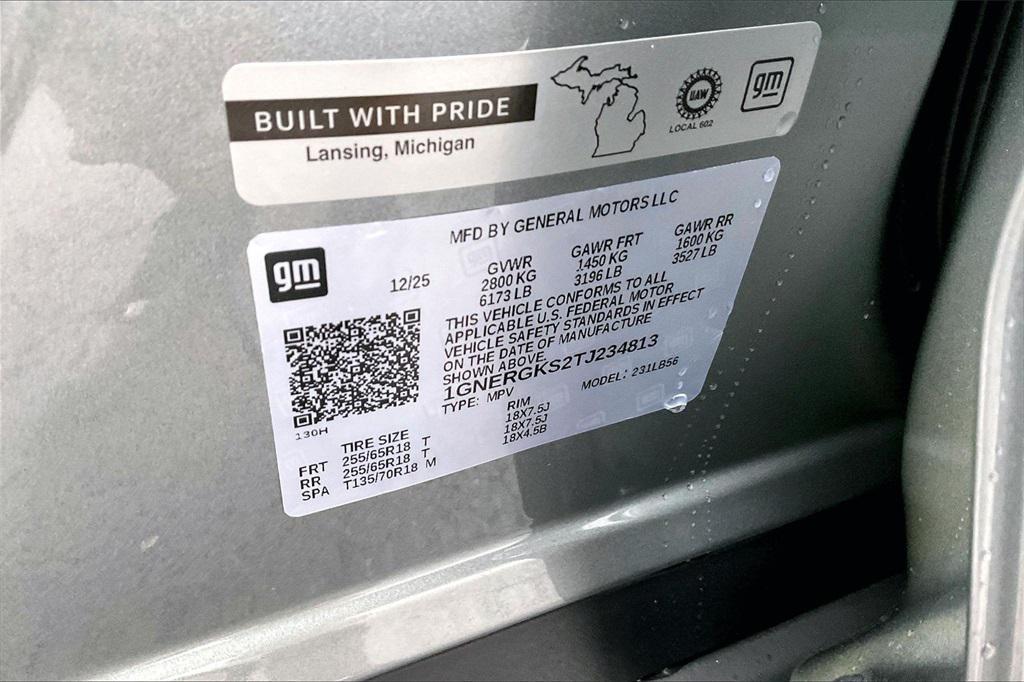 BUILT WITH PRIDE
Lansing, Michigan
UAW
LOCAL 602
gm
MFD BY GENERAL MOTORS LLC
gm
12/25
GVWR
2800 KG
6173 LB
GAWR FRT
1450 KG
3196 LB
GAWR RR
1600 KG
3527 LB
THIS VEHICLE CONFORMS TO ALL
APPLICABLE U.S. FEDERAL MOTOR
VEHICLE SAFETY STANDARDS IN EFFECT
ON THE DATE OF MANUFACTURE
SHOWN ABOVE.
1GNERGKS2TJ234813
TYPE: MPV
MODEL: 231LB56
130H
TIRE SIZE
RIM
FRT 255/65R18 T 18X7.5J
RR 255/65R18 T 18X7.5J
SPA T135/70R18 M 18X4.5B